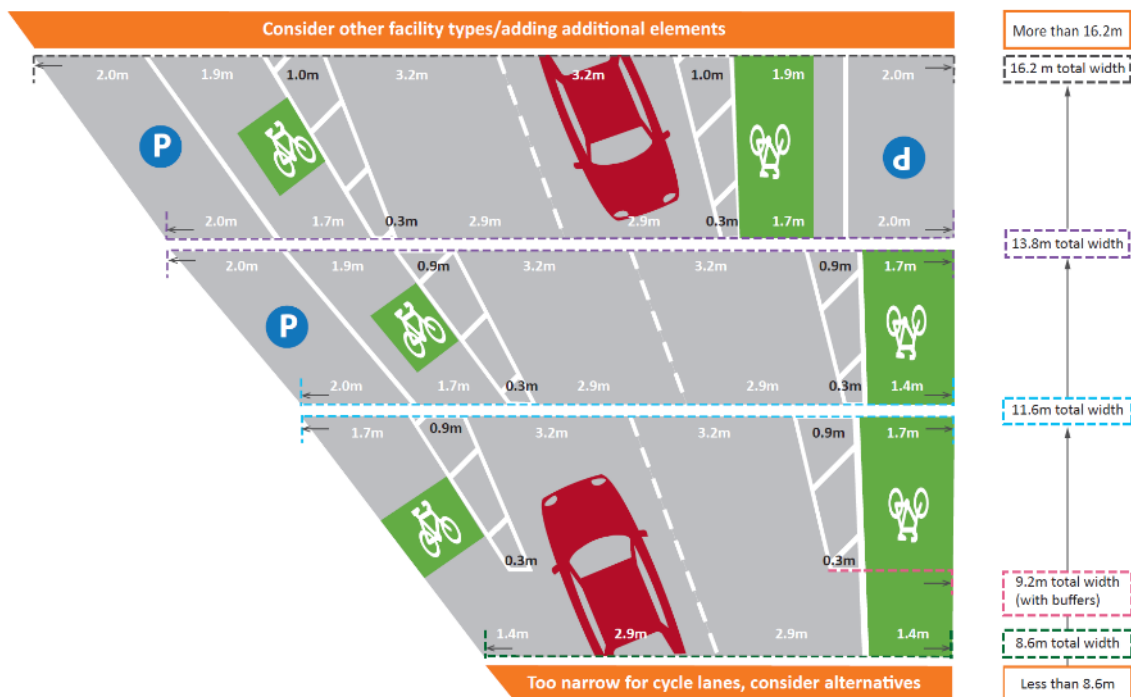 Consider other facility types/adding additional elements
More than 16.2m
2.0m 1.9m 1.0m 3.2m 3.2m 1.0m 1.9m 2.0m
16.2 m total width
P P
2.0m 1.7m 0.3m 2.9m 2.9m 0.3m 1.7m 2.0m
13.8m total width
2.0m 1.9m 0.9m 3.2m 3.2m 0.9m 1.7m
P
2.0m 1.7m 0.3m 2.9m 2.9m 0.3m 1.4m
11.6m total width
1.7m 0.9m 3.2m 3.2m 0.9m 1.7m
0.3m 0.3m
9.2m total width
(with buffers)
1.4m 2.9m 2.9m 1.4m
8.6m total width
Too narrow for cycle lanes, consider alternatives
Less than 8.6m